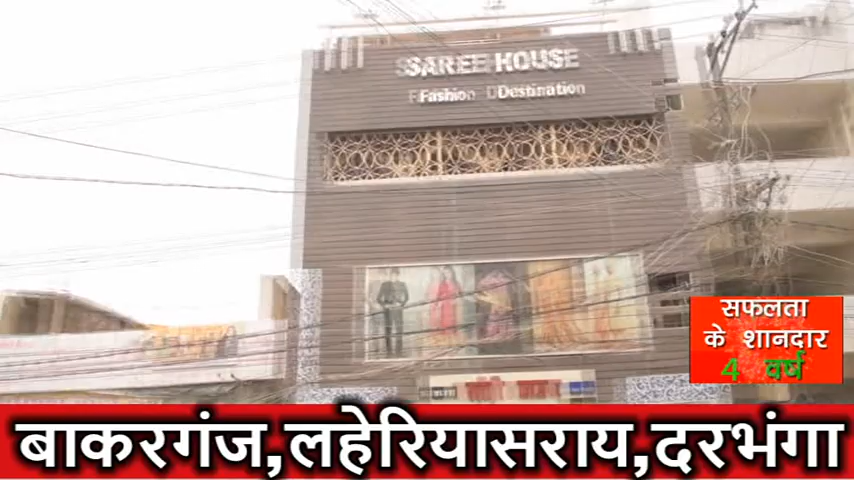 SAREE HOUSE
Fashion Destination
सफलता
के शानदार
4 वर्ष
बाकरगंज,लहेरियासराय,दरभंगा